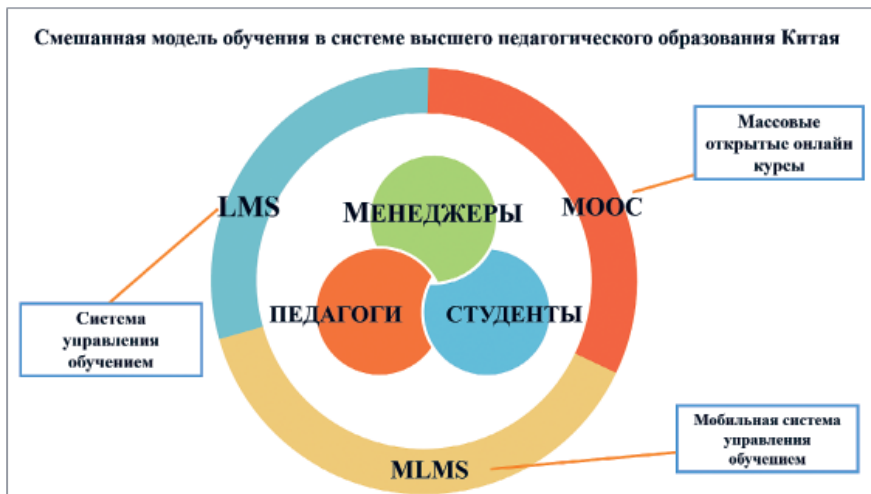 Смешанная модель обучения в системе высшего педагогического образования Китая
Массовые
открытые онлайн
курсы
LMS
МЕНЕДЖЕРЫ
MOOC
ПЕДАГОГИ
СТУДЕНТЫ
Система
управления
обучением
Мобильная система
управления
обучением
MLMS